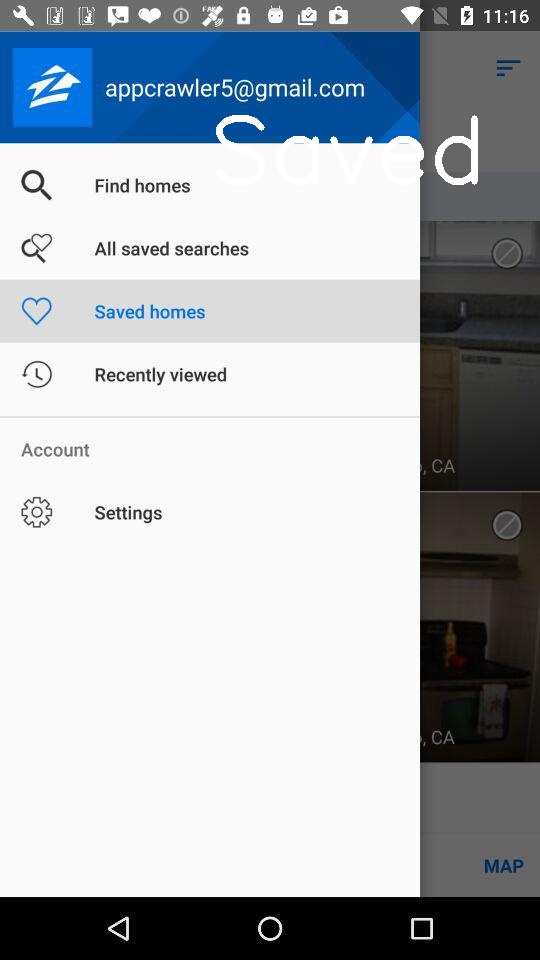 FAKE
11:16
appcrawler5@gmail.com
Saved
Find homes
All saved searches
Saved homes
Recently viewed
, CA
Account
Settings
, CA
MAP